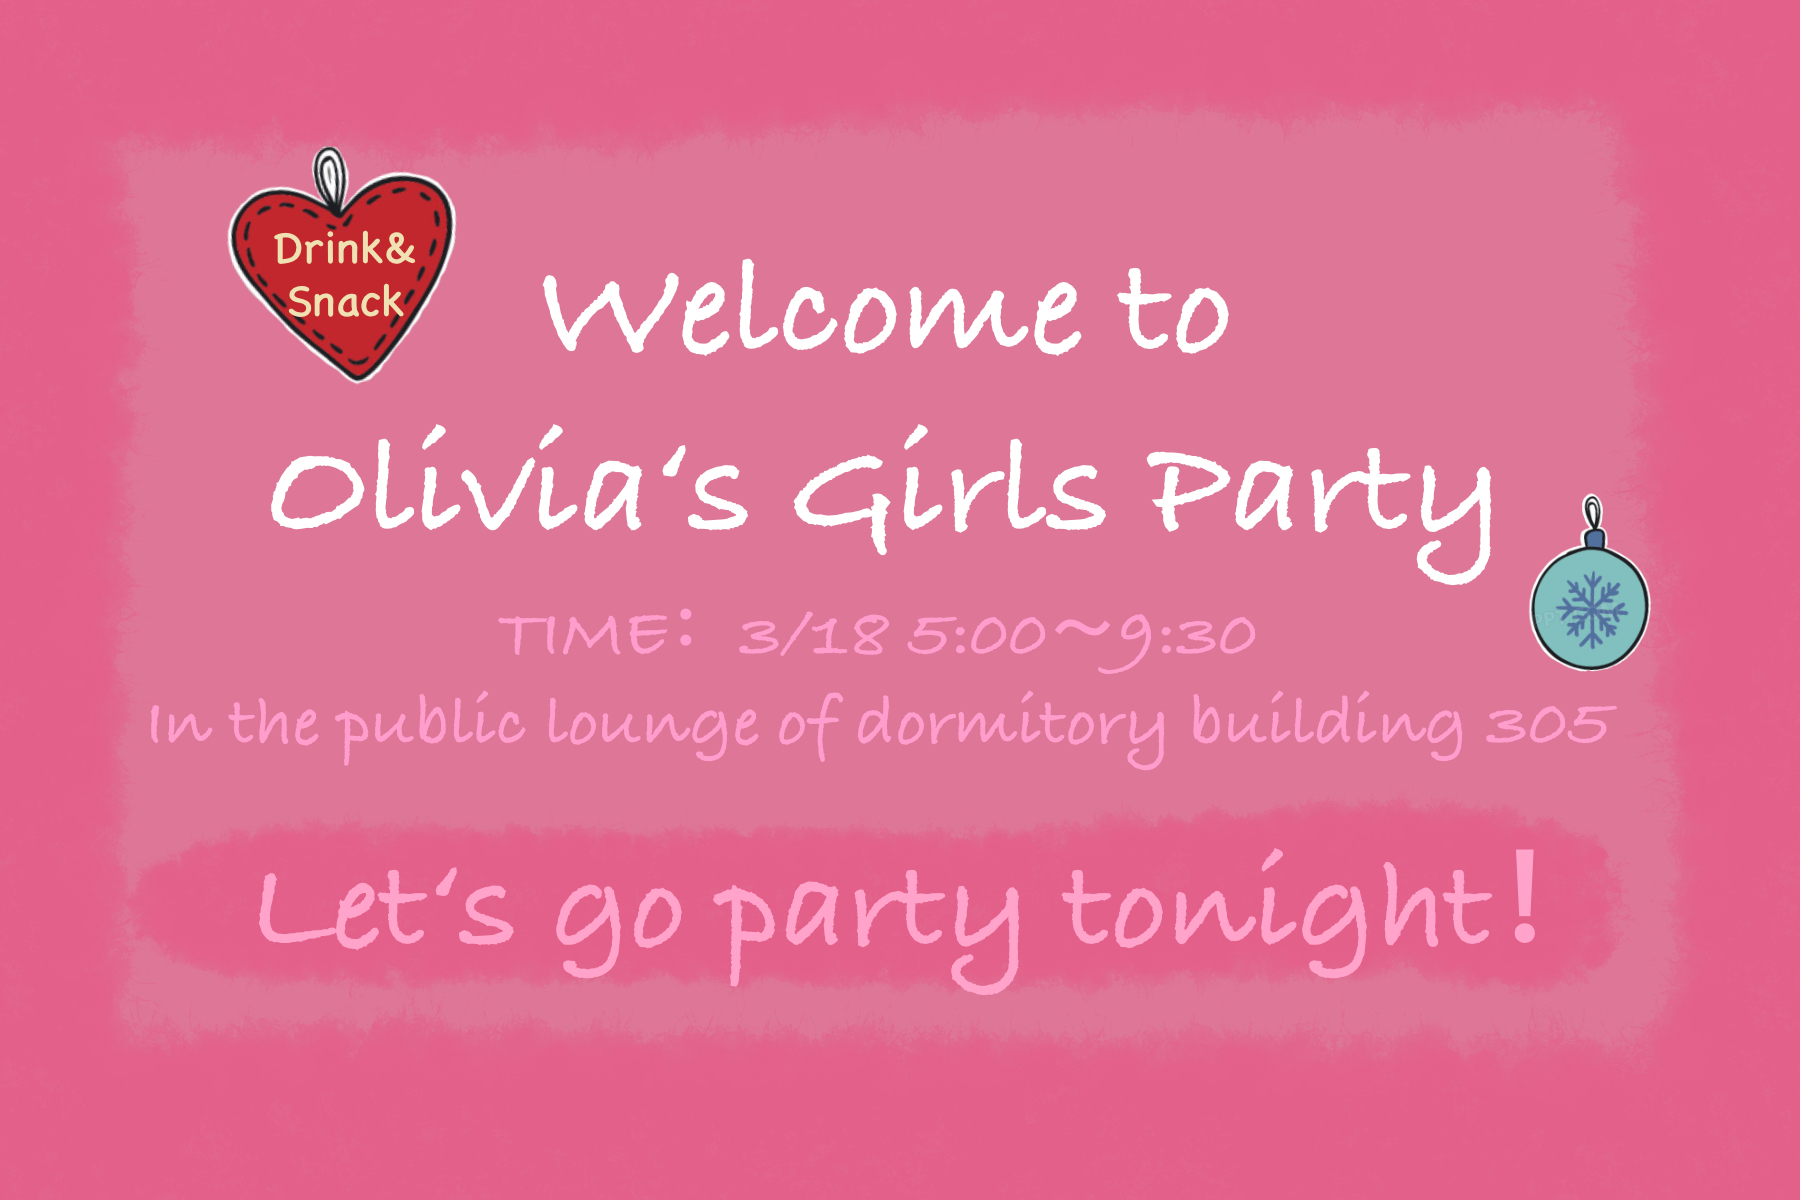 Drink&
Snack
Welcome to
Olivia‘s Girls Party
TIME：3/18 5:00~9:30
In the public lounge of dormitory building 305
Let‘s go party tonight!